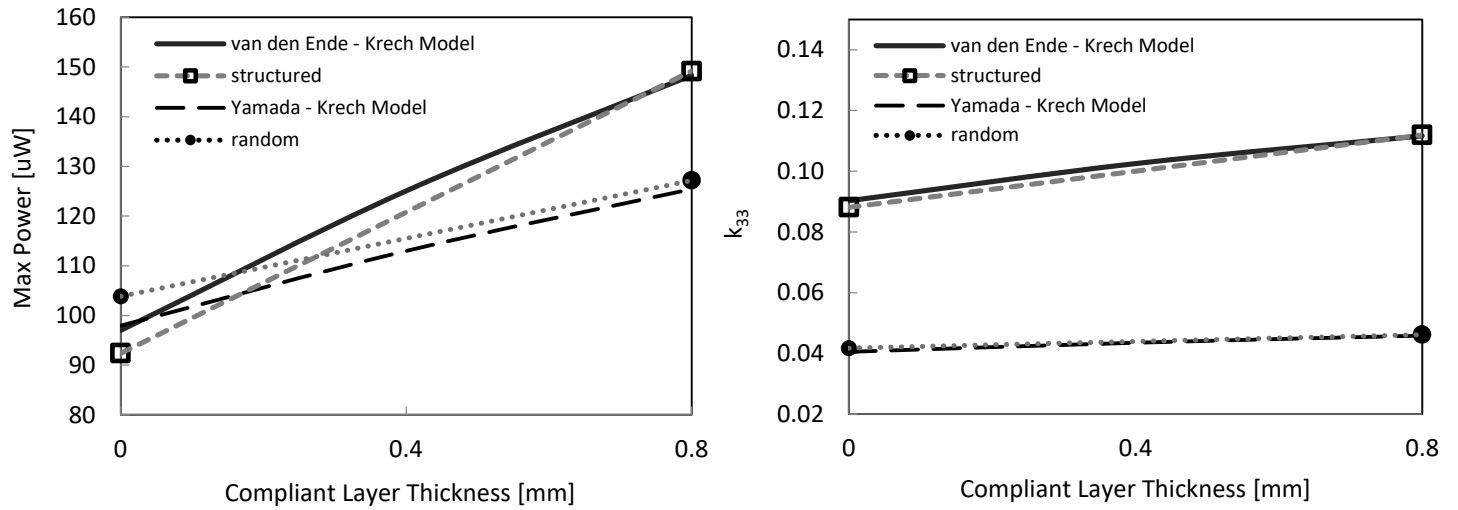 160
150
140
130
120
110
100
90
80
Max Power [uW]
van den Ende - Krech Model
structured
Yamada - Krech Model
random
0
0.4
0.8
Compliant Layer Thickness [mm]
0.14
0.12
0.10
0.08
0.06
0.04
0.02
k33
van den Ende - Krech Model
structured
Yamada - Krech Model
random
0
0.4
0.8
Compliant Layer Thickness [mm]